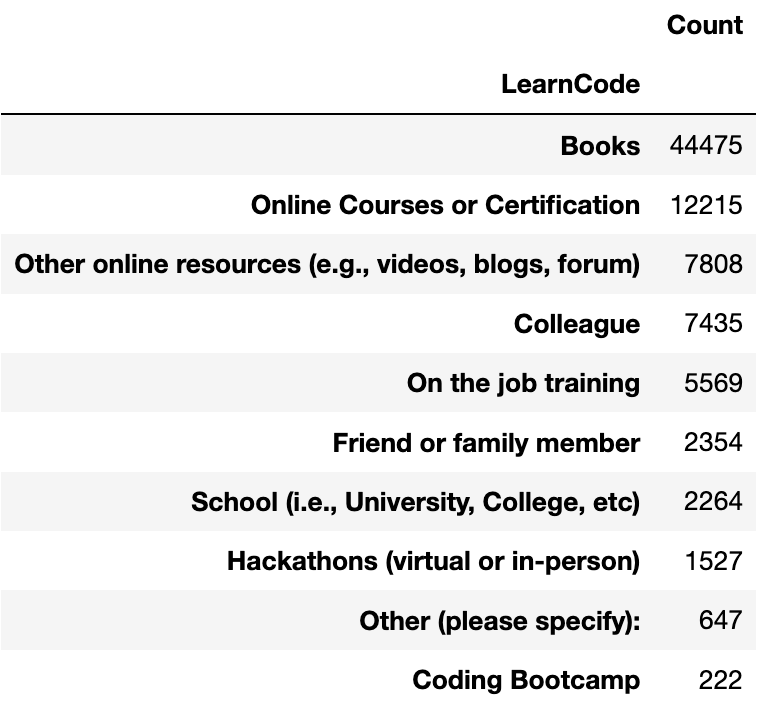 Count
LearnCode
Books 44475
Online Courses or Certification 12215
Other online resources (e.g., videos, blogs, forum) 7808
Colleague 7435
On the job training 5569
Friend or family member 2354
School (i.e., University, College, etc) 2264
Hackathons (virtual or in-person) 1527
Other (please specify): 647
Coding Bootcamp 222